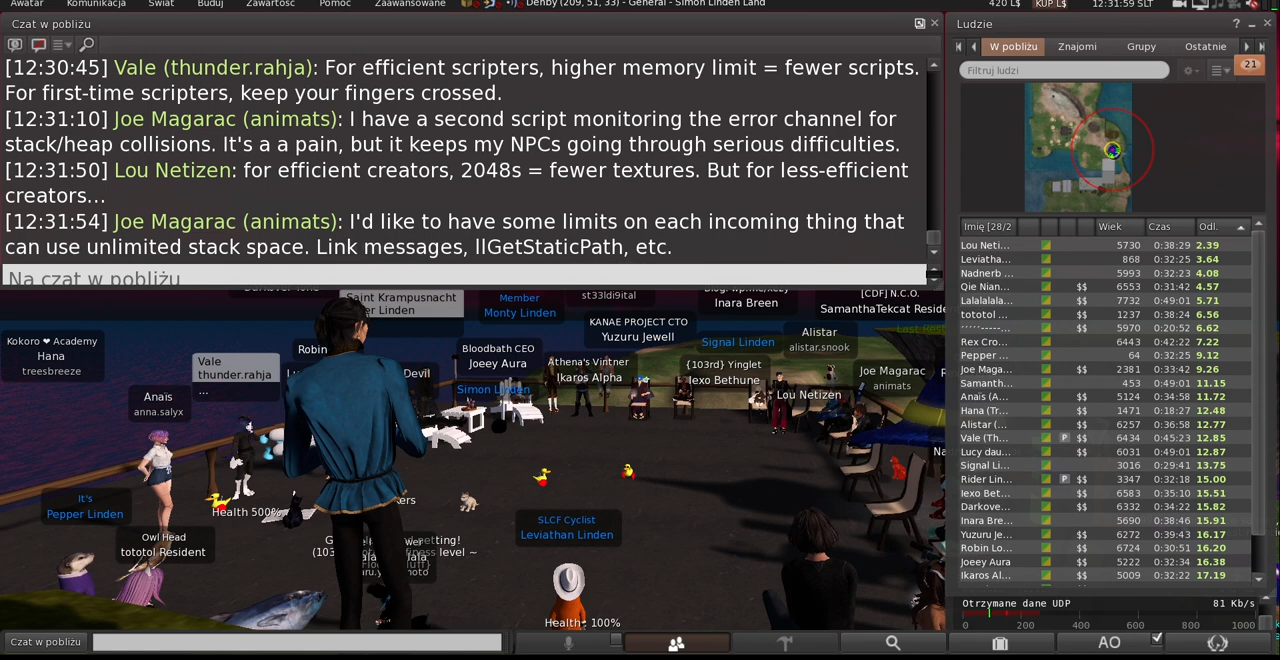 Awatar Komunikacja Świat Buduj Zawartość Pomoc Zaawansowane Denby (209, 51, 33) - General - Simon Linden Land 420 L$ KUP L$ 12:31:59 SLT
Czat w pobliżu
[12:30:45] Vale (thunder.rahja): For efficient scripters, higher memory limit = fewer scripts.
For first-time scripters, keep your fingers crossed.
[12:31:10] Joe Magarac (animats): I have a second script monitoring the error channel for
stack/heap collisions. It's a a pain, but it keeps my NPCs going through serious difficulties.
[12:31:50] Lou Netizen: for efficient creators, 2048s = fewer textures. But for less-efficient
creators...
[12:31:54] Joe Magarac (animats): I'd like to have some limits on each incoming thing that
can use unlimited stack space. Link messages, llGetStaticPath, etc.
Na czat w pobliżu
Saint Krampusnacht
Linden
Member
Monty Linden
st33ldi9ital
Inara Breen
[CDF] N.C.O.
SamanthaTekcat Reside
Kokoro ❤ Academy
Hana
treesbreeze
Vale
thunder.rahja
...
Robin
Devil
Bloodbath CEO
Joeey Aura
Simon Linden
KANAE PROJECT CTO
Yuzuru Jewell
Athena's Vintner
Ikaros Alpha
Signal Linden
{103rd} Yinglet
Iexo Bethune
Alistar
alistar.snook
Joe Magarac
animats
Lou Netizen
Anaïs
anna.salyx
It's
Pepper Linden
Health 500%
Owl Head
tototol Resident
SLCF Cyclist
Leviathan Linden
Health: 100%
Czat w pobliżu
Ludzie
W pobliżu Znajomi Grupy Ostatnie
Filtruj ludzi
21
Imię [28/2 Wiek Czas Odl.
Lou Neti... 5730 0:38:29 2.39
Leviatha... 868 0:32:25 3.64
Nadnerb ... 5993 0:32:23 4.08
Qie Nian... $$ 6553 0:31:42 4.57
Lalalalala... $$ 7732 0:49:01 5.71
tototol ... $$ 1237 0:38:24 6.56
$$ 5970 0:20:52 6.62
Rex Cro... 6443 0:42:22 7.22
Pepper ... 64 0:32:25 9.12
Joe Maga... $$ 2381 0:33:42 9.26
Samanth... 453 0:49:01 11.15
Anaïs (A... $$ 5124 0:34:58 11.72
Hana (Tr... $$ 1471 0:18:27 12.48
Alistar (... $$ 6257 0:36:58 12.77
Vale (Th... P $$ 6434 0:45:23 12.85
Lucy dau... $$ 6031 0:49:01 12.87
Signal Li... 3016 0:29:41 13.75
Rider Lin... P $$ 3347 0:32:18 15.00
Iexo Bet... $$ 6583 0:35:10 15.51
Darkove... $$ 6332 0:34:22 15.82
Inara Bre... 5690 0:38:46 15.91
Yuzuru Je... $$ 6272 0:39:43 16.17
Robin Lo... $$ 6724 0:30:51 16.20
Joeey Aura $$ 5222 0:32:34 16.38
Ikaros Al... $$ 5009 0:32:22 17.19
Otrzymane dane UDP 81 Kb/s
0 200 400 600 800 1000
AO